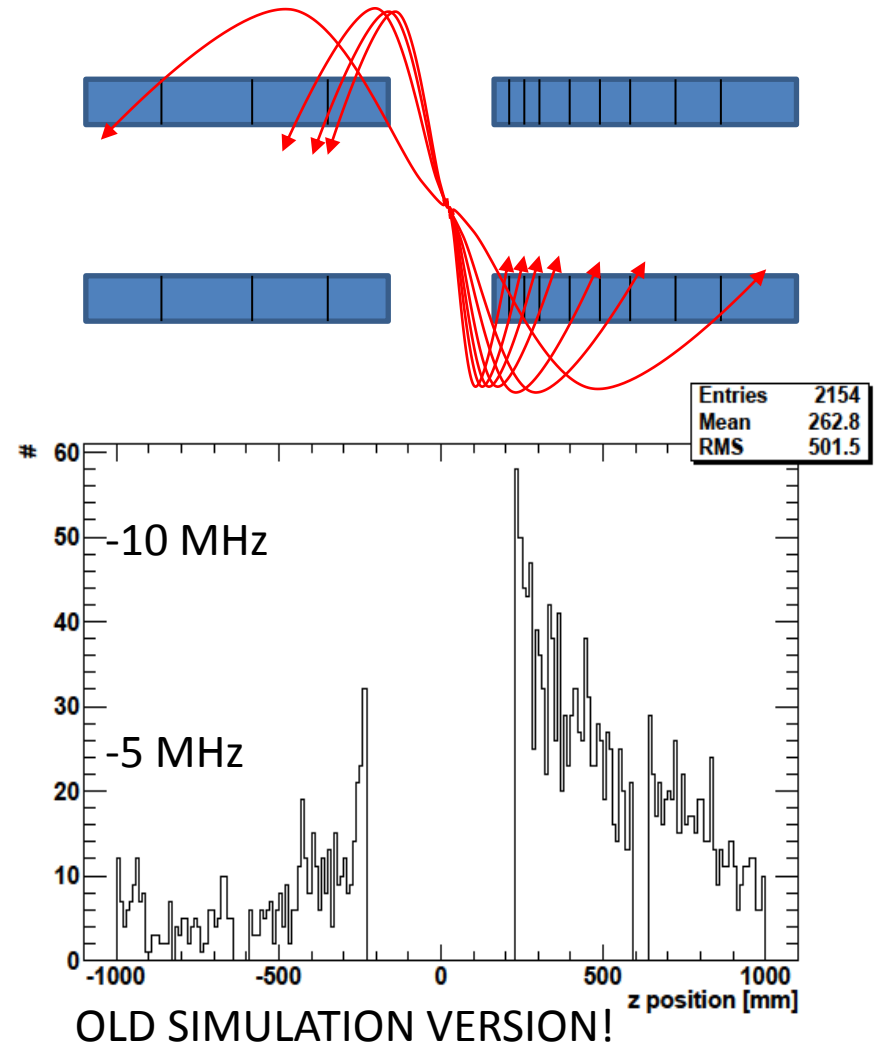 Entries 2154
Mean 262.8
RMS 501.5
#
60
50
-10 MHz
40
30
-5 MHz
20
10
0
-1000 -500 0 500 1000
z position [mm]
OLD SIMULATION VERSION!